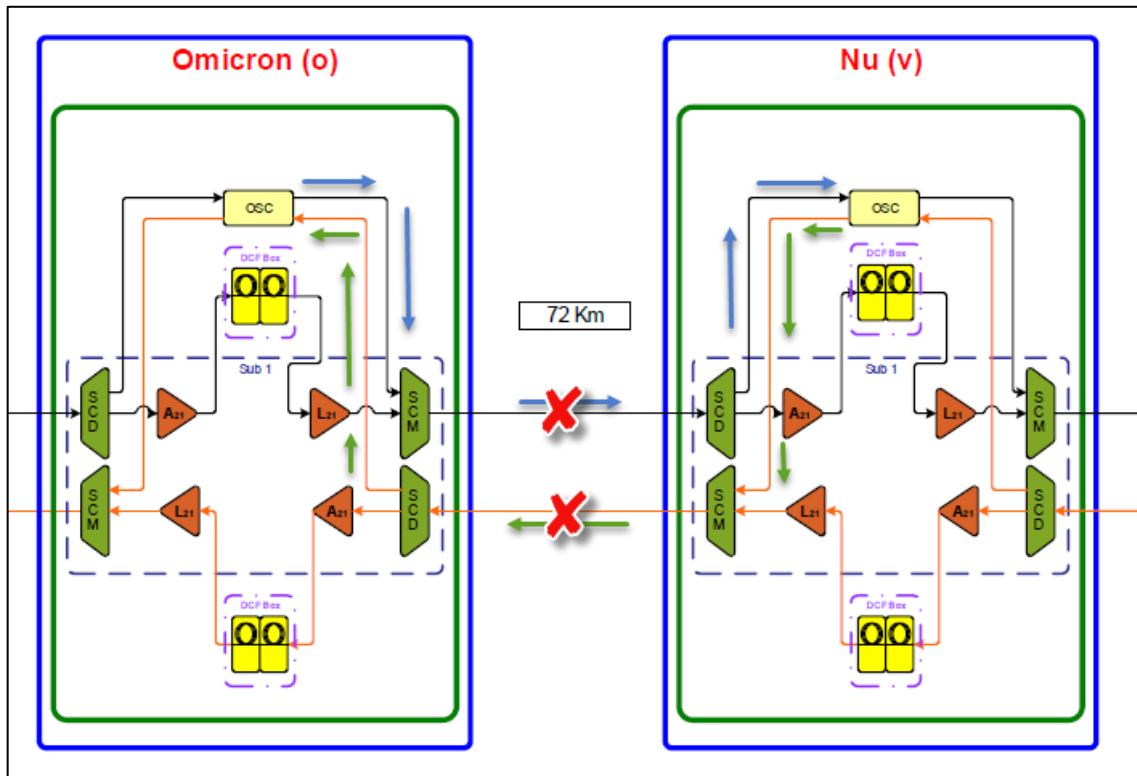 Omicron (o)
Nu (v)
OSC
OSC
DCF Box
DCF Box
72 Km
Sub 1
Sub 1
SCD
A21
L21
SCM
SCD
A21
L21
SCM
SCM
L21
A21
SCD
SCM
L21
A21
SCD
DCF Box
DCF Box